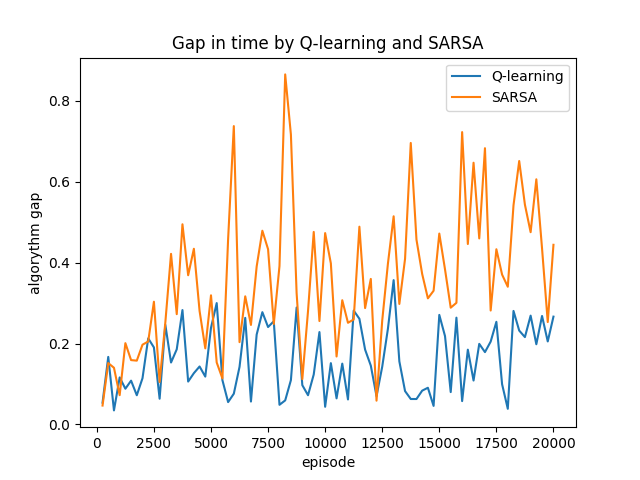 Gap in time by Q-learning and SARSA
Q-learning
SARSA
algorythm gap
0.8
0.6
0.4
0.2
0.0
0 2500 5000 7500 10000 12500 15000 17500 20000
episode